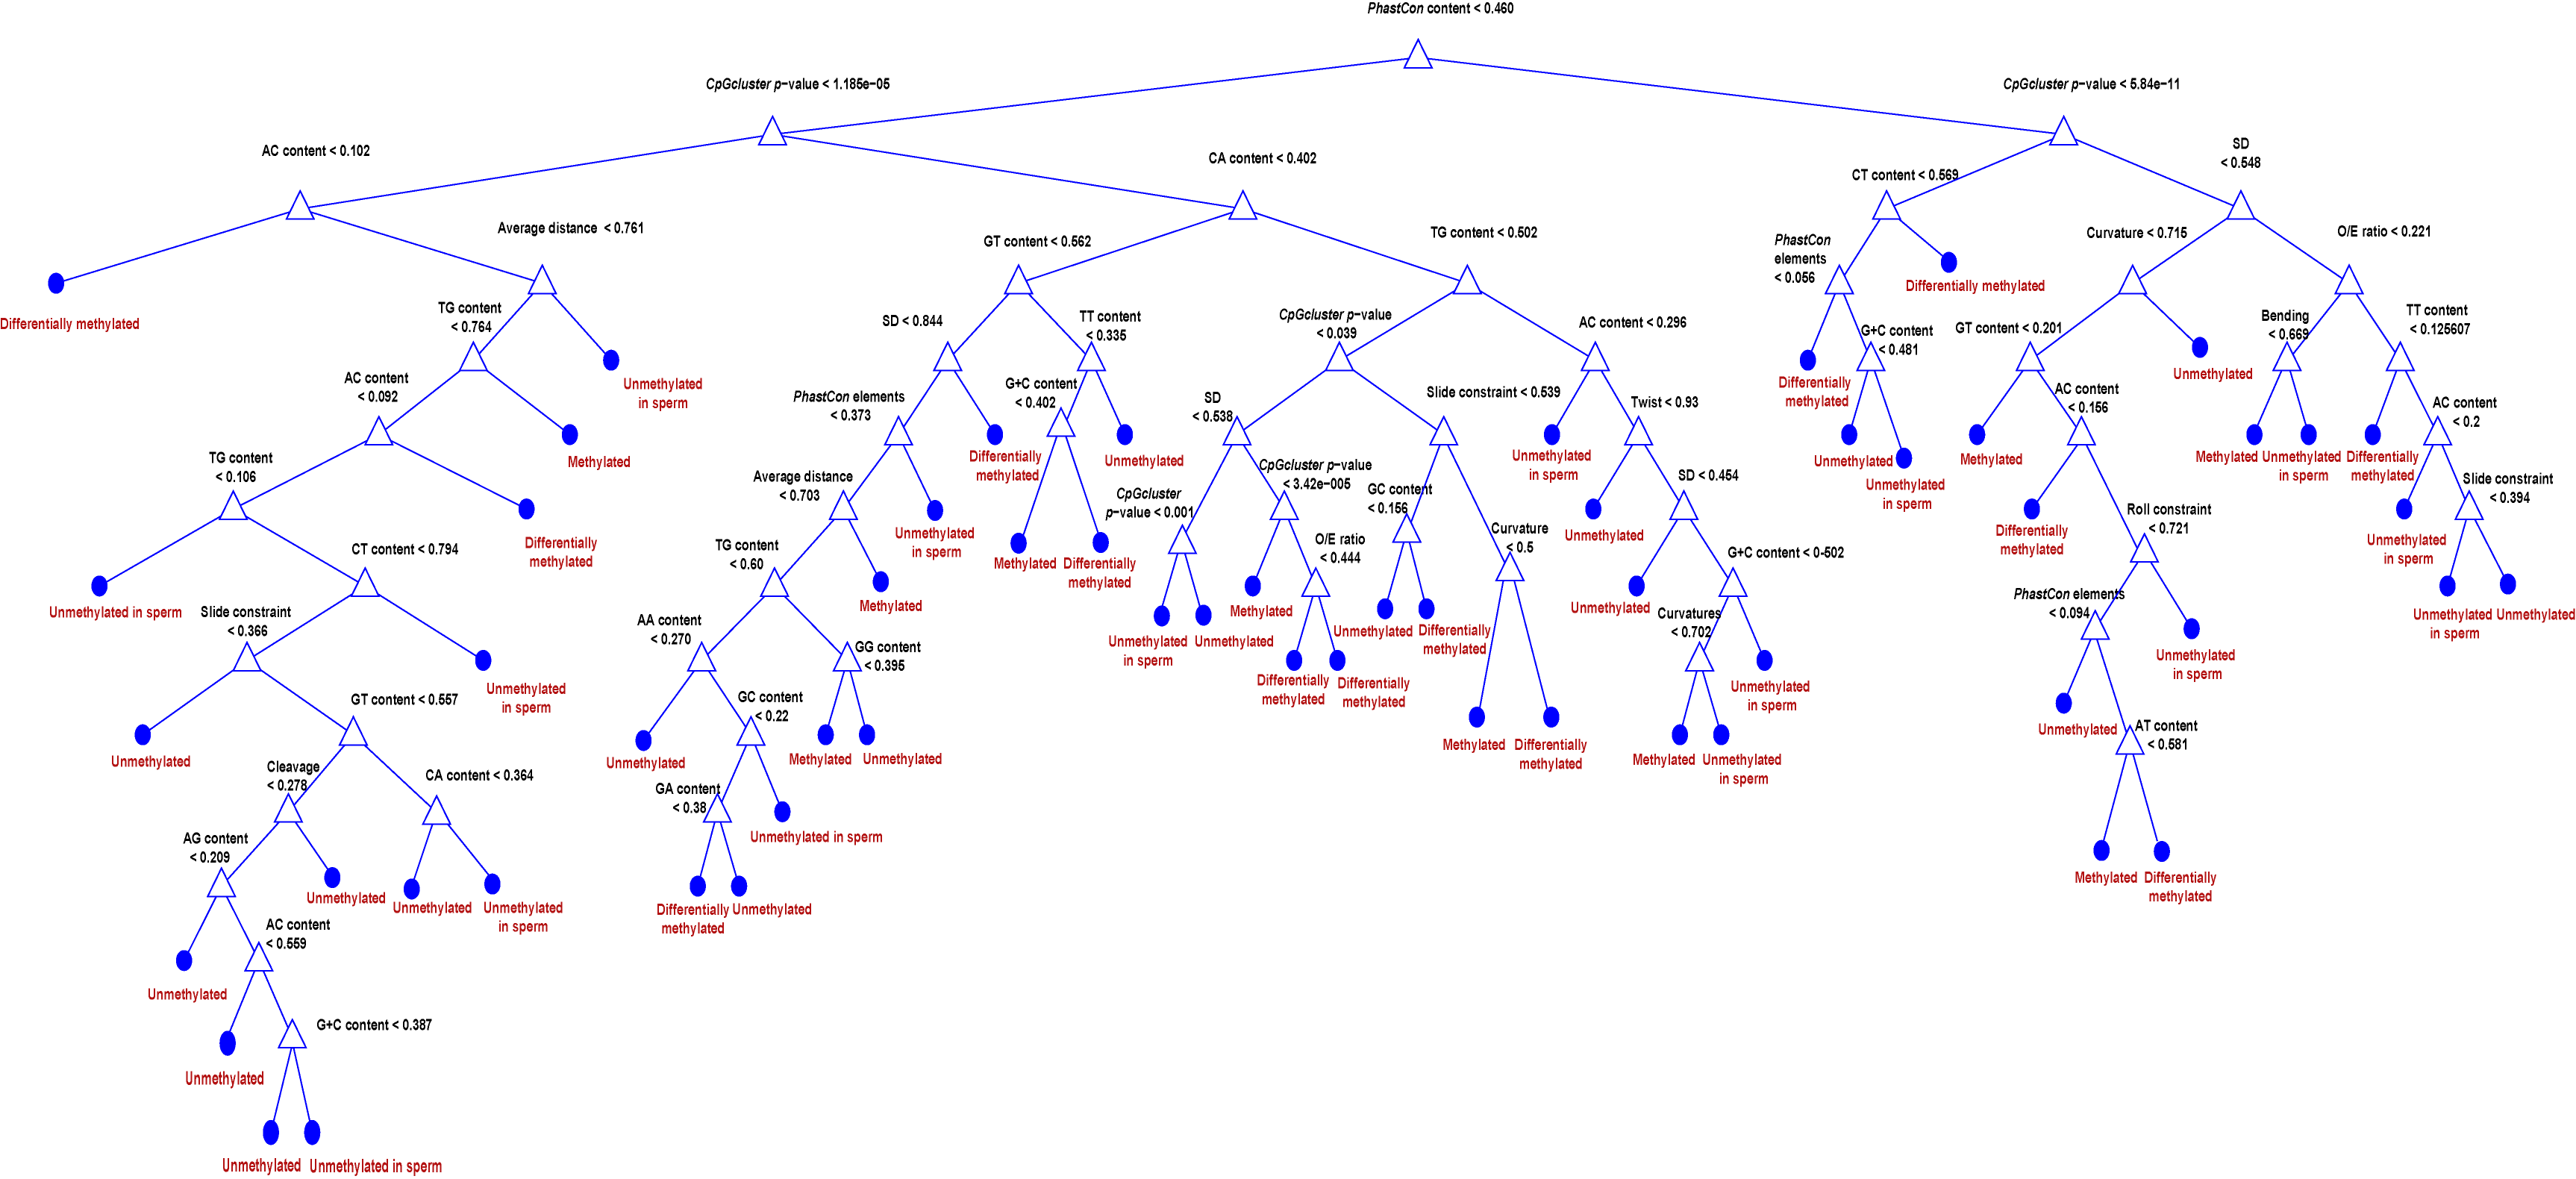 PhastCon content < 0.460
CpGcluster p−value < 1.185e−05
CpGcluster p−value < 5.84e−11
AC content < 0.102
CA content < 0.402
SD
< 0.548
CT content < 0.569
Average distance < 0.761
GT content < 0.562
TG content < 0.502
Curvature < 0.715
O/E ratio < 0.221
PhastCon
elements
< 0.056
Differentially methylated
Differentially methylated
TG content
< 0.764
SD < 0.844
TT content
< 0.335
CpGcluster p−value
< 0.039
AC content < 0.296
G+C content
< 0.481
GT content < 0.201
Bending
< 0.669
TT content
< 0.125607
Unmethylated
in sperm
AC content
< 0.092
PhastCon elements
< 0.373
G+C content
< 0.402
SD
< 0.538
Slide constraint < 0.539
Twist < 0.93
Differentially
methylated
Unmethylated
AC content
< 0.156
AC content
< 0.2
Methylated
Differentially
methylated
Unmethylated
Unmethylated
in sperm
Unmethylated
Unmethylated
in sperm
Methylated
Methylated
Unmethylated
in sperm
Differentially
methylated
TG content
< 0.106
Average distance
< 0.703
CpGcluster
p−value < 0.001
CpGcluster p−value
< 3.42e−005
GC content
< 0.156
SD < 0.454
Slide constraint
< 0.394
Unmethylated
in sperm
Curvature
< 0.5
Unmethylated
Differentially
methylated
Roll constraint
< 0.721
Unmethylated
in sperm
CT content < 0.794
Differentially
methylated
TG content
< 0.60
Methylated
Differentially
methylated
O/E ratio
< 0.444
G+C content < 0-502
Unmethylated in sperm
Slide constraint
< 0.366
AA content
< 0.270
Methylated
GG content
< 0.395
Unmethylated
in sperm
Unmethylated
Methylated
Unmethylated
Differentially
methylated
Unmethylated
Curvatures
< 0.702
PhastCon elements
< 0.094
Unmethylated
in sperm
Unmethylated
Unmethylated
in sperm
GT content < 0.557
GC content
< 0.22
Differentially
methylated
Differentially
methylated
Unmethylated
in sperm
Unmethylated
in sperm
Unmethylated
AT content
< 0.581
Unmethylated
Cleavage
< 0.278
CA content < 0.364
Unmethylated
GA content
< 0.38
Methylated
Unmethylated
Methylated
Differentially
methylated
Methylated
Unmethylated
in sperm
AG content
< 0.209
Unmethylated in sperm
Methylated
Differentially
methylated
Unmethylated
Unmethylated
Unmethylated
in sperm
Differentially
methylated
Unmethylated
AC content
< 0.559
Unmethylated
G+C content < 0.387
Unmethylated
Unmethylated
Unmethylated in sperm